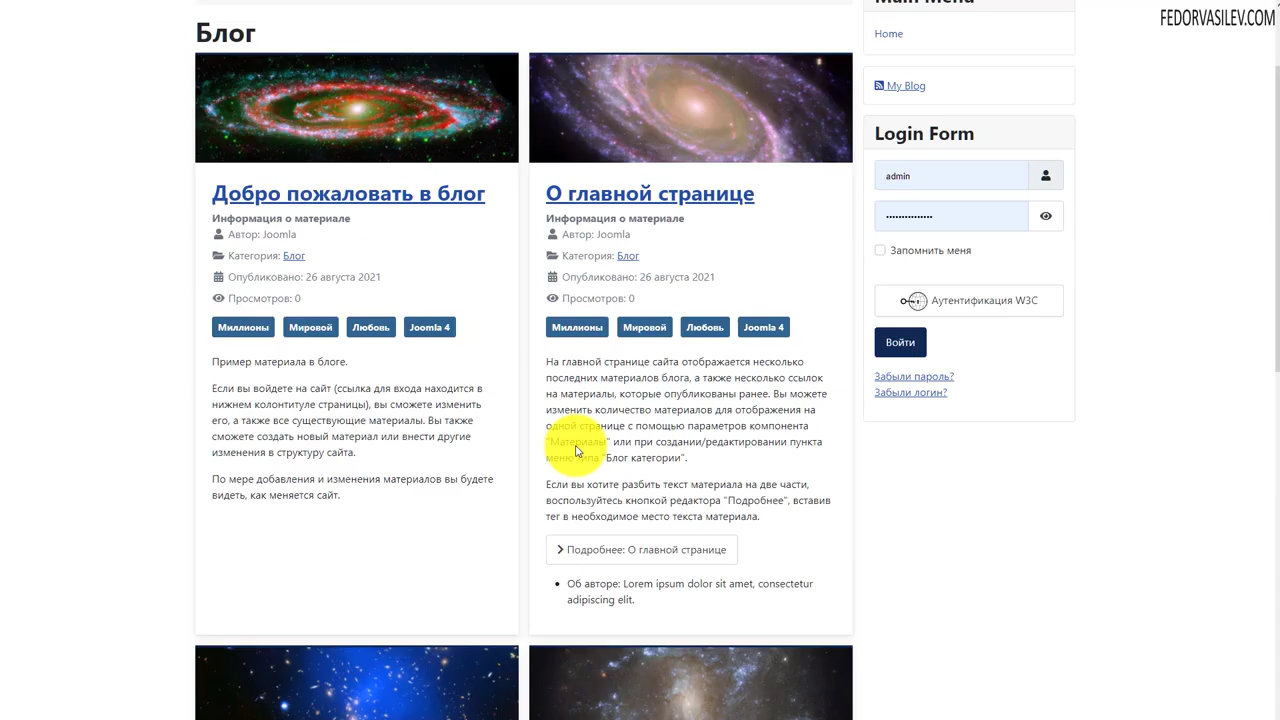 FEDORVASILEV.COM
Блог
Добро пожаловать в блог
Информация о материале
Автор: Joomla
Категория: Блог
Опубликовано: 26 августа 2021
Просмотров: 0
Миллионы Мировой Любовь Joomla 4
Пример материала в блоге.
Если вы войдете на сайт (ссылка для входа находится в
нижнем колонтитуле страницы), вы сможете изменить
его, а также все существующие материалы. Вы также
сможете создать новый материал или внести другие
изменения в структуру сайта.
По мере добавления и изменения материалов вы будете
видеть, как меняется сайт.
О главной странице
Информация о материале
Автор: Joomla
Категория: Блог
Опубликовано: 26 августа 2021
Просмотров: 0
Миллионы Мировой Любовь Joomla 4
На главной странице сайта отображается несколько
последних материалов блога, а также несколько ссылок
на материалы, которые опубликованы ранее. Вы можете
изменить количество материалов для отображения на
одной странице с помощью параметров компонента
"Материалы" или при создании/редактировании пункта
меню типа "Блог категории".
Если вы хотите разбить текст материала на две части,
воспользуйтесь кнопкой редактора "Подробнее", вставив
тег в необходимое место текста материала.
Подробнее: О главной странице
Об авторе: Lorem ipsum dolor sit amet, consectetur
adipiscing elit.
Main Menu
Home
My Blog
Login Form
admin
Запомнить меня
Аутентификация W3C
Войти
Забыли пароль?
Забыли логин?